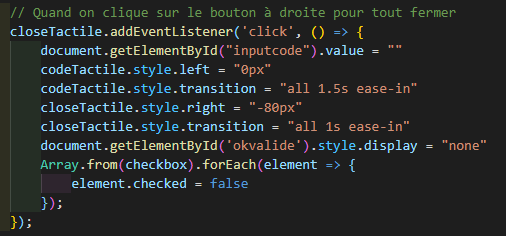 // Quand on clique sur le bouton à droite pour tout fermer
closeTactile.addEventListener('click', () => {
    document.getElementById("inputcode").value = ""
    codeTactile.style.left = "0px"
    codeTactile.style.transition = "all 1.5s ease-in"
    closeTactile.style.right = "-80px"
    closeTactile.style.transition = "all 1s ease-in"
    document.getElementById('okvalide').style.display = "none"
    Array.from(checkbox).forEach(element => {
        element.checked = false
    });
});